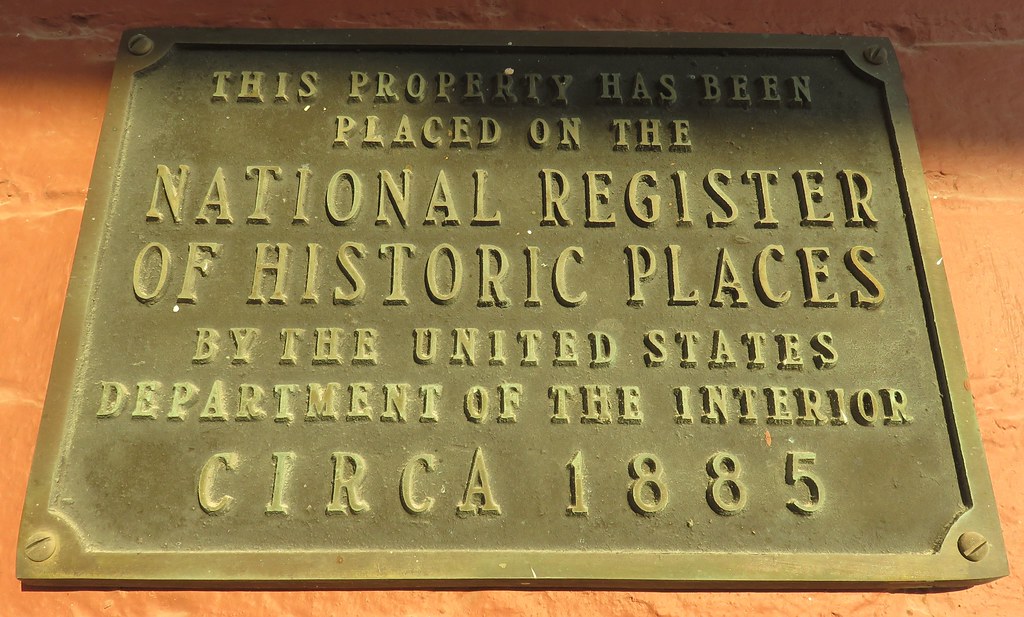 THIS PROPERTY HAS BEEN
PLACED ON THE
NATIONAL REGISTER
OF HISTORIC PLACES
BY THE UNITED STATES
DEPARTMENT OF THE INTERIOR
CIRCA 1885